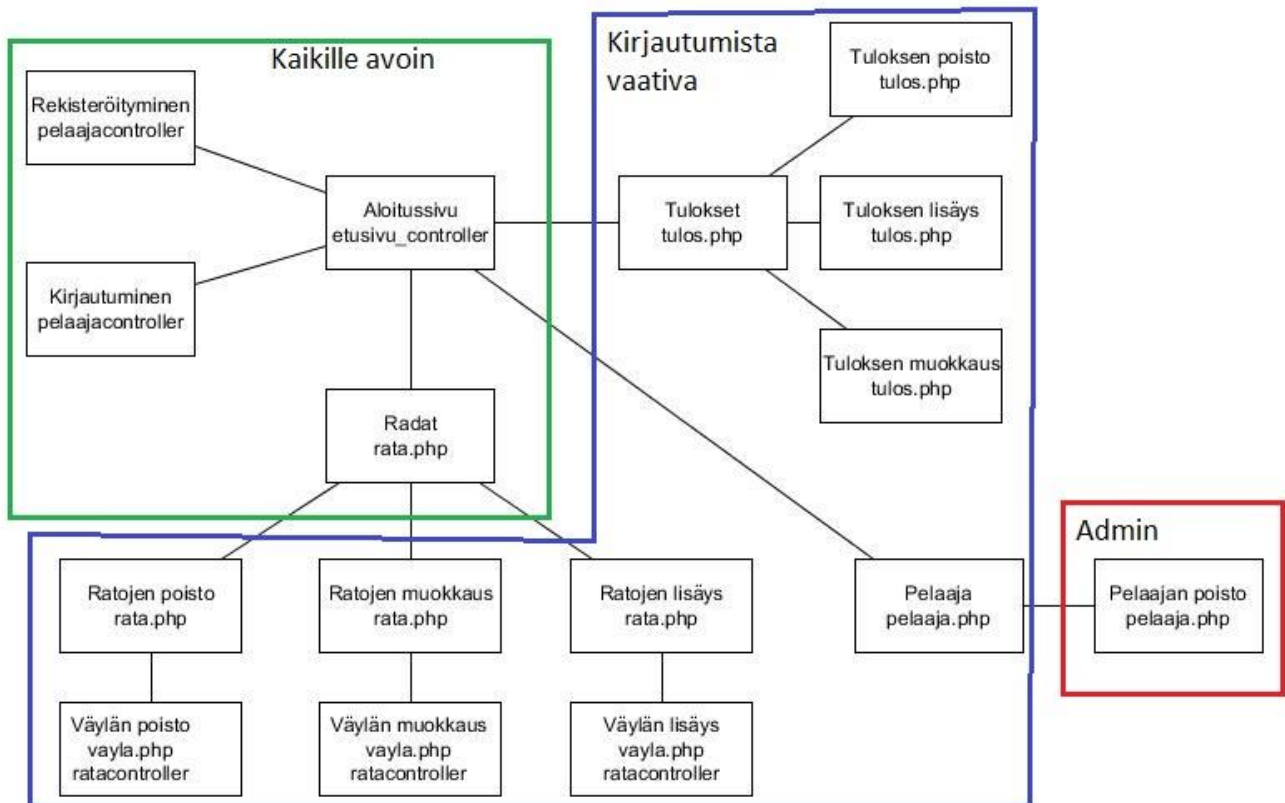 Kaikille avoin
Kirjautumista
vaativa
Rekisteröityminen
pelaajacontroller
Tuloksen poisto
tulos.php
Aloitussivu
etusivu_controller
Tulokset
tulos.php
Tuloksen lisäys
tulos.php
Kirjautuminen
pelaajacontroller
Tuloksen muokkaus
tulos.php
Radat
rata.php
Admin
Ratojen poisto
rata.php
Ratojen muokkaus
rata.php
Ratojen lisäys
rata.php
Pelaaja
pelaaja.php
Pelaajan poisto
pelaaja.php
Väylän poisto
vayla.php
ratacontroller
Väylän muokkaus
vayla.php
ratacontroller
Väylän lisäys
vayla.php
ratacontroller